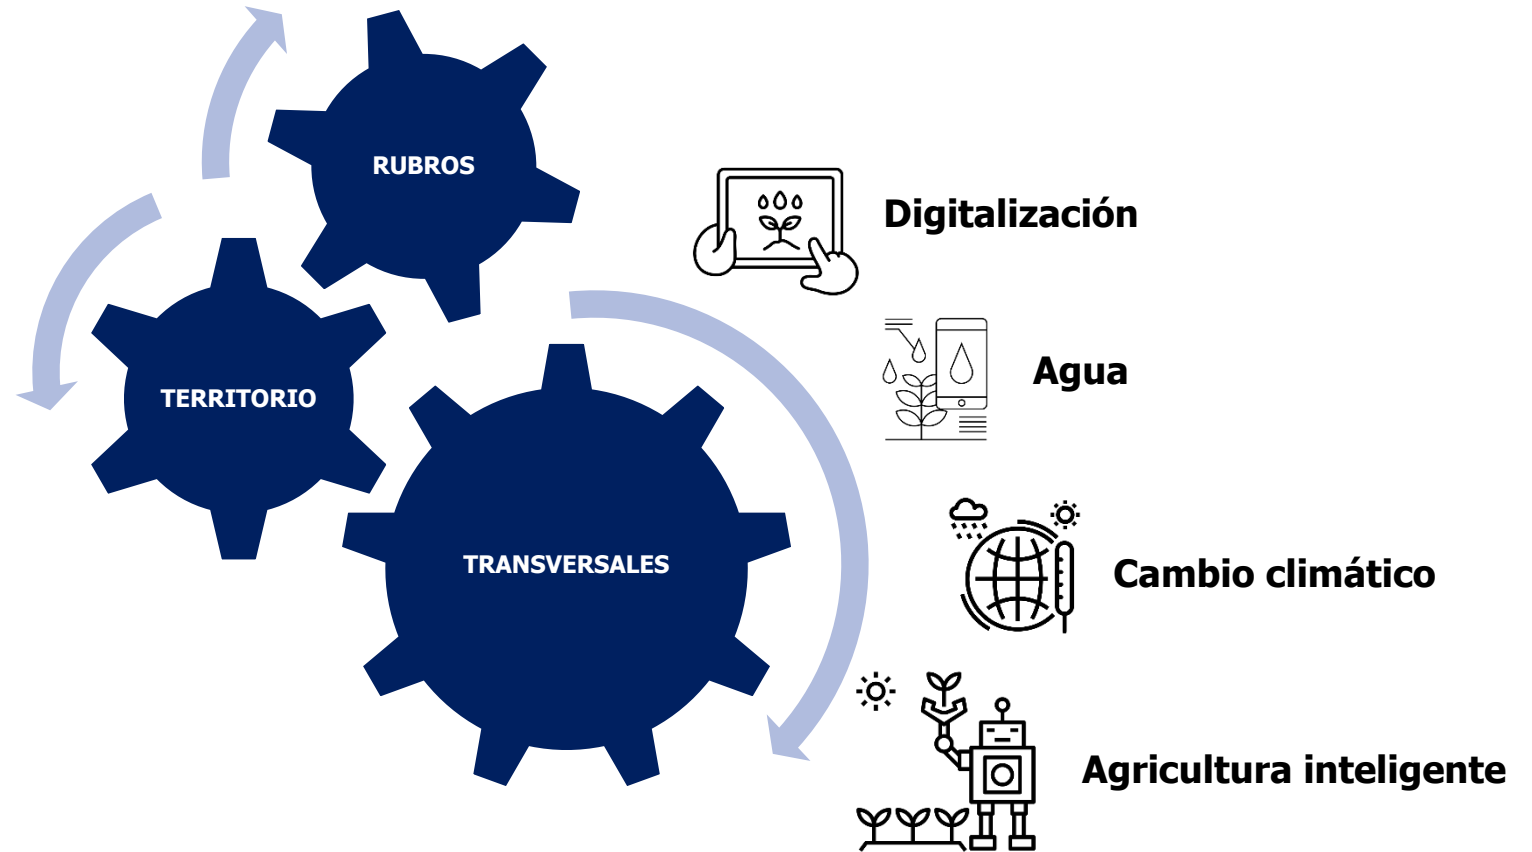 RUBROS
TERRITORIO
TRANSVERSALES
Digitalización
Agua
Cambio climático
Agricultura inteligente